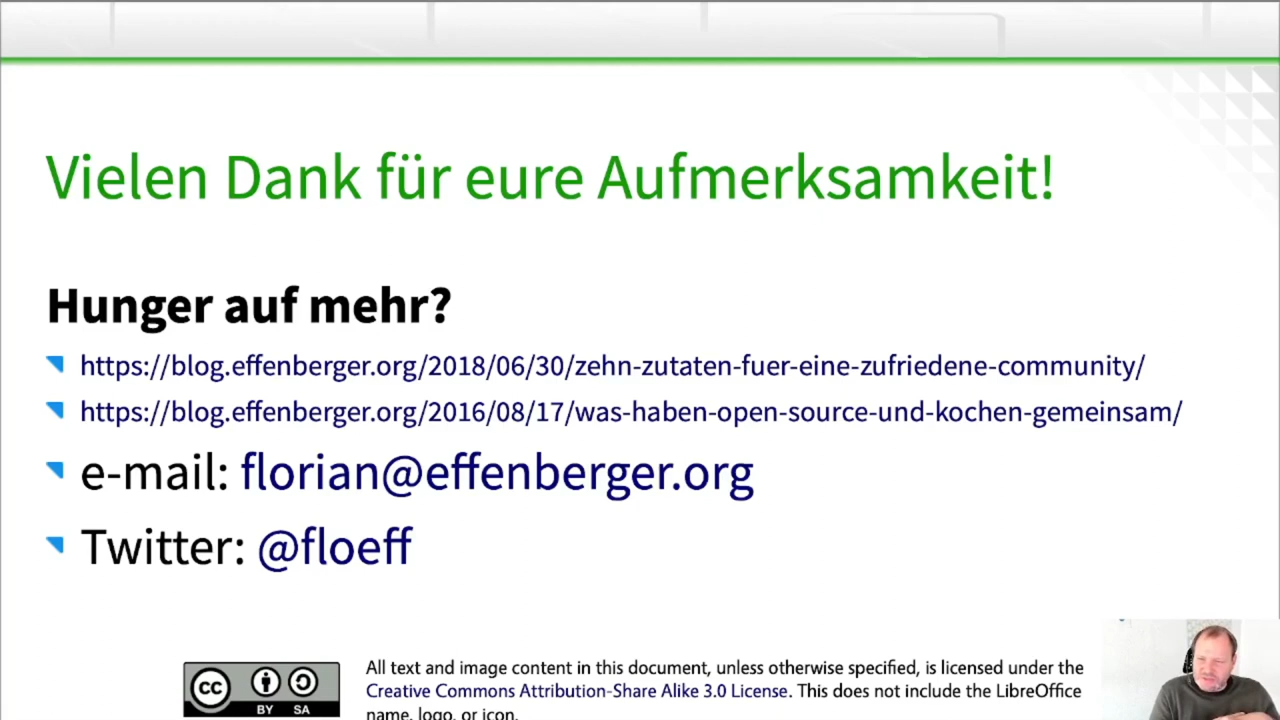 Vielen Dank für eure Aufmerksamkeit!
Hunger auf mehr?
https://blog.effenberger.org/2018/06/30/zehn-zutaten-fuer-eine-zufriedene-community/
https://blog.effenberger.org/2016/08/17/was-haben-open-source-und-kochen-gemeinsam/
e-mail: florian@effenberger.org
Twitter: @floeff
cc
BY SA
All text and image content in this document, unless otherwise specified, is licensed under the
Creative Commons Attribution-Share Alike 3.0 License. This does not include the LibreOffice
name, logo, or icon.